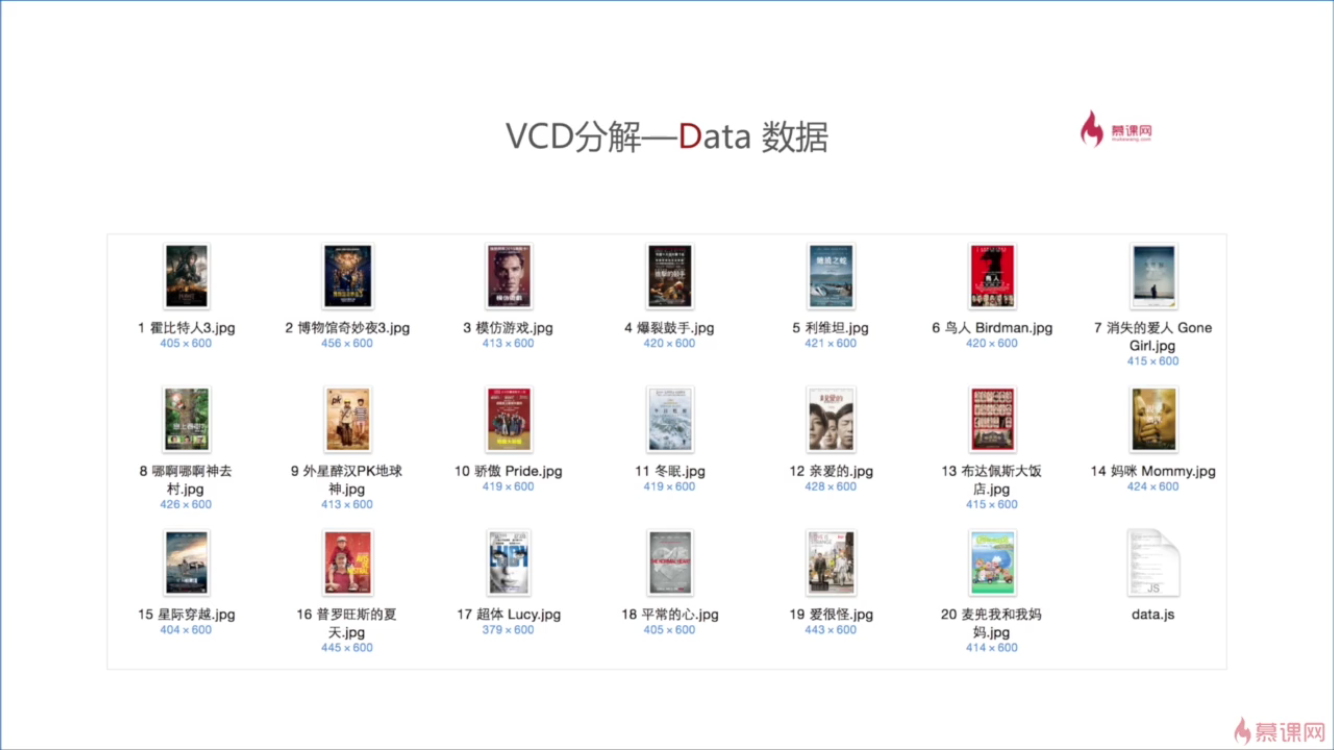 VCD分解—Data 数据
慕课网
1 霍比特人3.jpg
405 × 600
2 博物馆奇妙夜3.jpg
456 × 600
3 模仿游戏.jpg
413 × 600
4 爆裂鼓手.jpg
420 × 600
5 利维坦.jpg
421 × 600
6 鸟人 Birdman.jpg
420 × 600
7 消失的爱人 Gone
Girl.jpg
415 × 600
8 哪啊哪啊神去
村.jpg
426 × 600
9 外星醉汉PK地球
神.jpg
413 × 600
10 骄傲 Pride.jpg
419 × 600
11 冬眠.jpg
419 × 600
12 亲爱的.jpg
428 × 600
13 布达佩斯大饭
店.jpg
415 × 600
14 妈咪 Mommy.jpg
424 × 600
15 星际穿越.jpg
404 × 600
16 普罗旺斯的夏
天.jpg
445 × 600
17 超体 Lucy.jpg
379 × 600
18 平常的心.jpg
405 × 600
19 爱很怪.jpg
443 × 600
20 麦兜我和我妈
妈.jpg
414 × 600
JS
data.js
慕课网